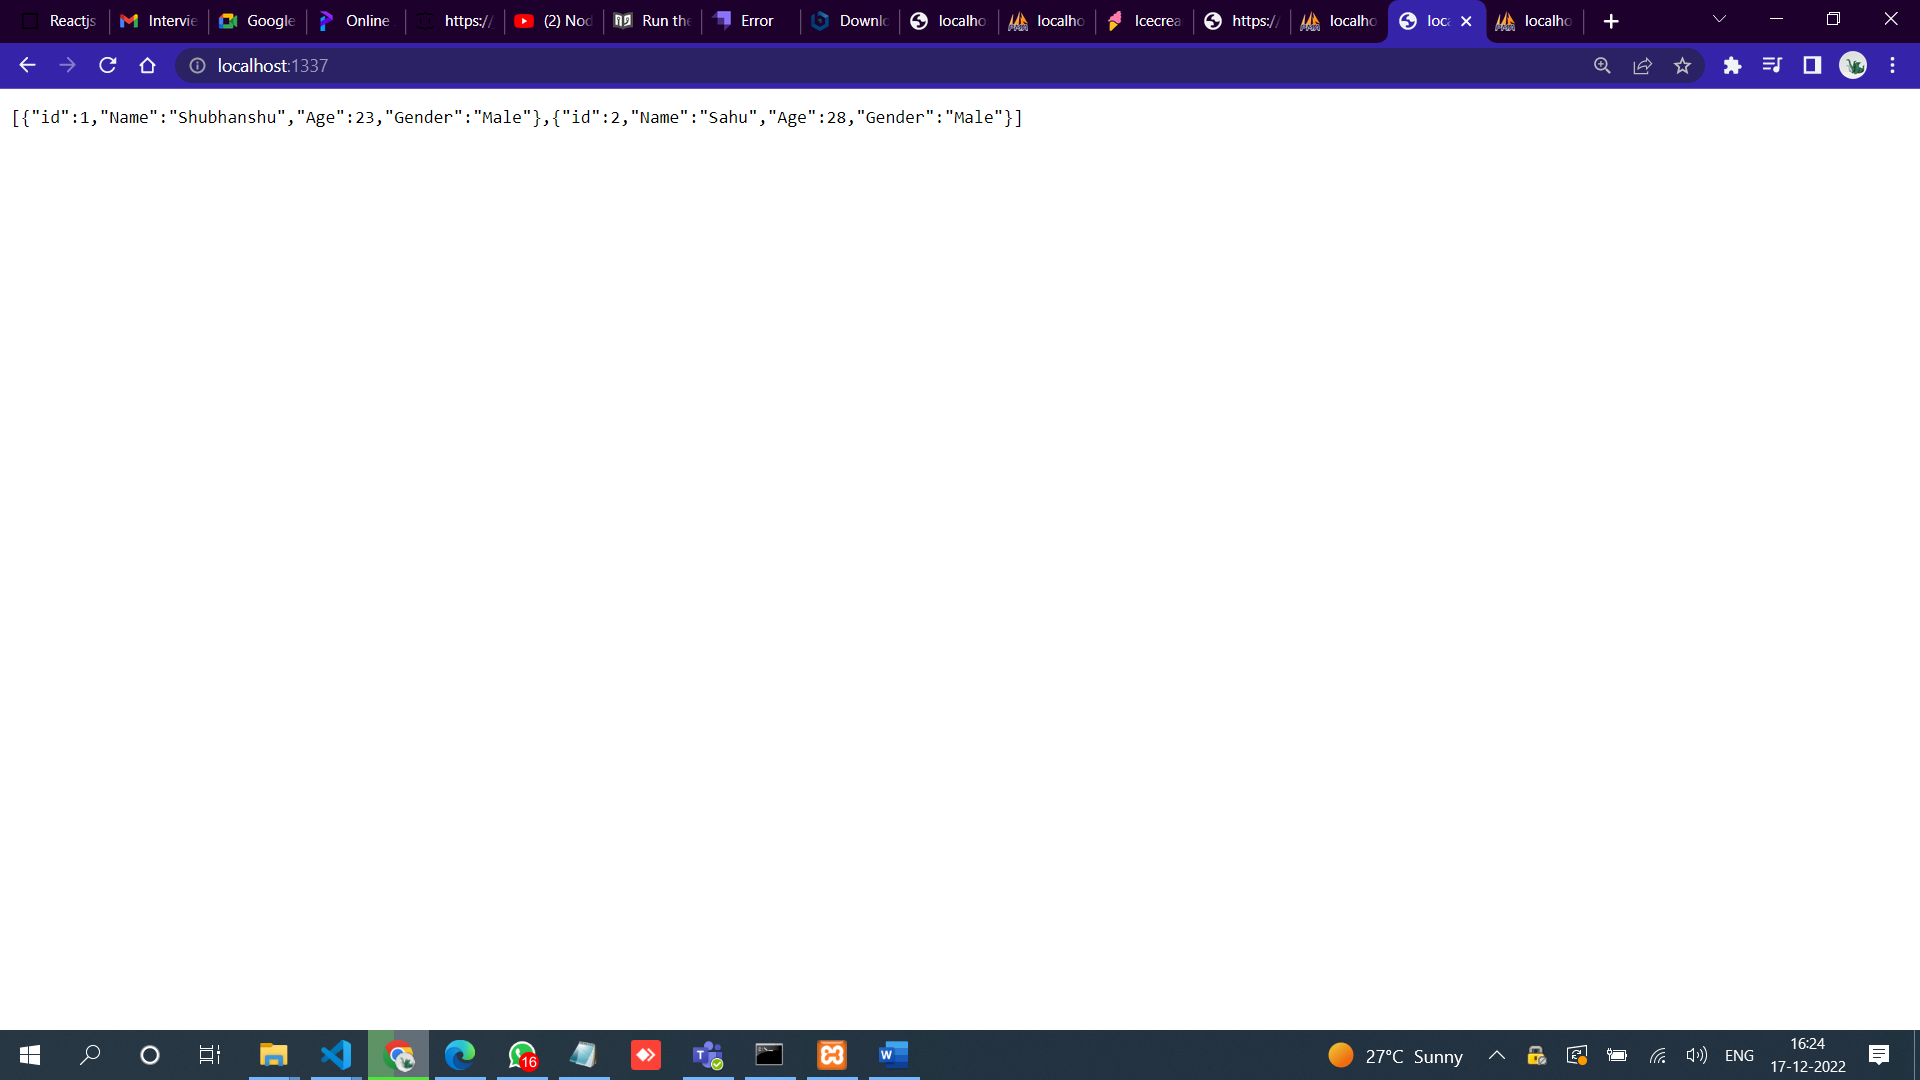 Reactjs
Intervie
Google
Online
https://
(2) Nod
Run the
Error
Downlo
localho
localho
Icecrea
https://
localho
loca
localho
localhost:1337
[{"id":1,"Name":"Shubhanshu","Age":23,"Gender":"Male"},{"id":2,"Name":"Sahu","Age":28,"Gender":"Male"}]
16
27°C Sunny
ENG
16:24
17-12-2022